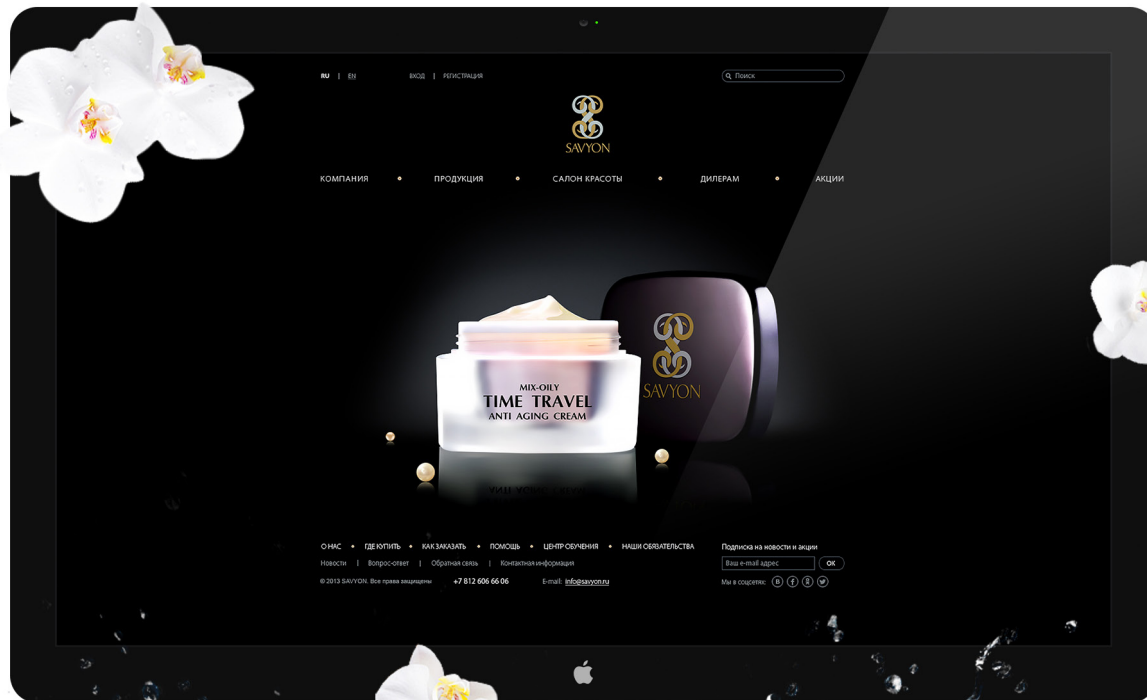 RU | EN ВХОД | РЕГИСТРАЦИЯ Поиск
SAVYON
КОМПАНИЯ ПРОДУКЦИЯ САЛОН КРАСОТЫ ДИЛЕРАМ АКЦИИ
SAVYON
MIX-OILY
TIME TRAVEL
ANTI AGING CREAM
О НАС ГДЕ КУПИТЬ КАК ЗАКАЗАТЬ ПОМОЩЬ ЦЕНТР ОБУЧЕНИЯ НАШИ ОБЯЗАТЕЛЬСТВА
Новости | Вопрос-ответ | Обратная связь | Контактная информация
© 2013 SAVYON. Все права защищены +7 812 606 66 06 E-mail: info@savyon.ru
Подписка на новости и акции
Ваш e-mail адрес ОК
Мы в соцсетях: